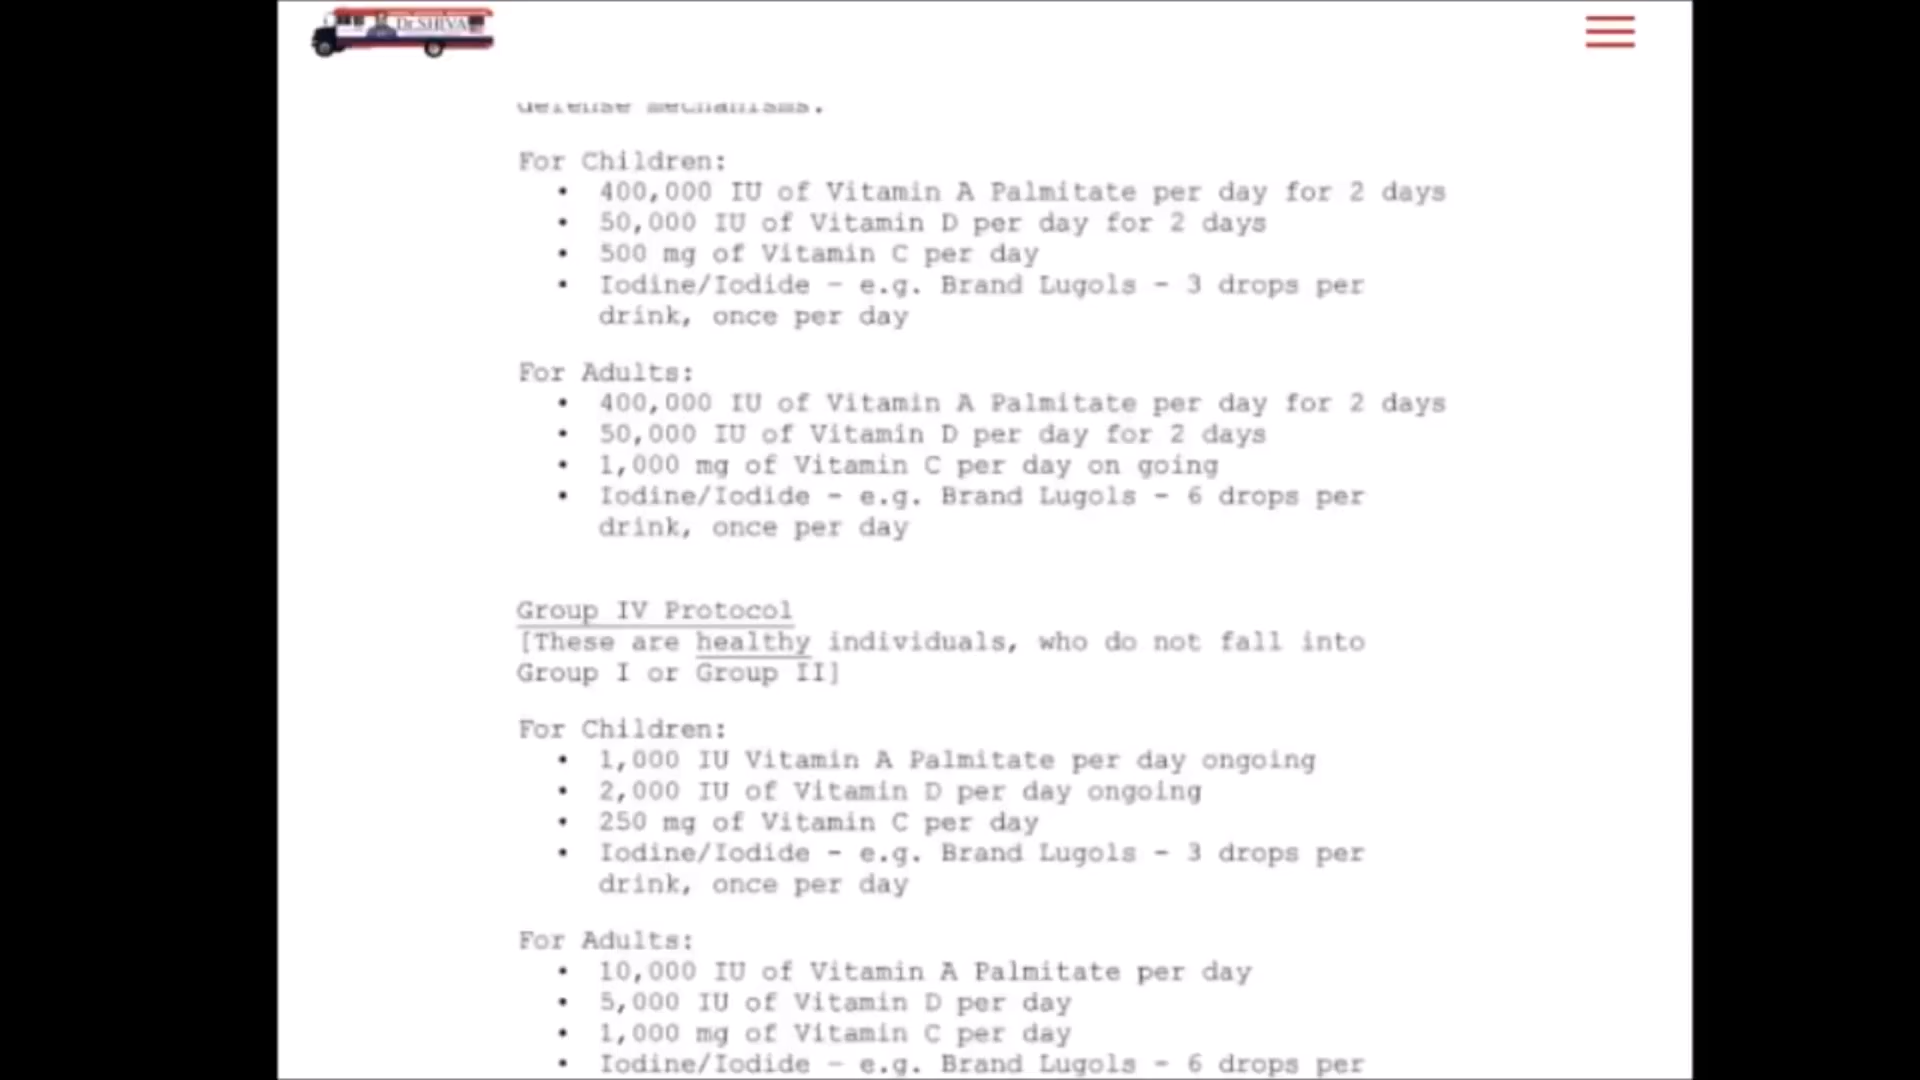 Dr.SHIVA
defense mechanisms.
For Children:
• 400,000 IU of Vitamin A Palmitate per day for 2 days
• 50,000 IU of Vitamin D per day for 2 days
• 500 mg of Vitamin C per day
• Iodine/Iodide – e.g. Brand Lugols - 3 drops per
drink, once per day
For Adults:
• 400,000 IU of Vitamin A Palmitate per day for 2 days
• 50,000 IU of Vitamin D per day for 2 days
• 1,000 mg of Vitamin C per day on going
• Iodine/Iodide - e.g. Brand Lugols - 6 drops per
drink, once per day
Group IV Protocol
[These are healthy individuals, who do not fall into
Group I or Group II]
For Children:
• 1,000 IU Vitamin A Palmitate per day ongoing
• 2,000 IU of Vitamin D per day ongoing
• 250 mg of Vitamin C per day
• Iodine/Iodide - e.g. Brand Lugols - 3 drops per
drink, once per day
For Adults:
• 10,000 IU of Vitamin A Palmitate per day
• 5,000 IU of Vitamin D per day
• 1,000 mg of Vitamin C per day
• Iodine/Iodide – e.g. Brand Lugols - 6 drops per